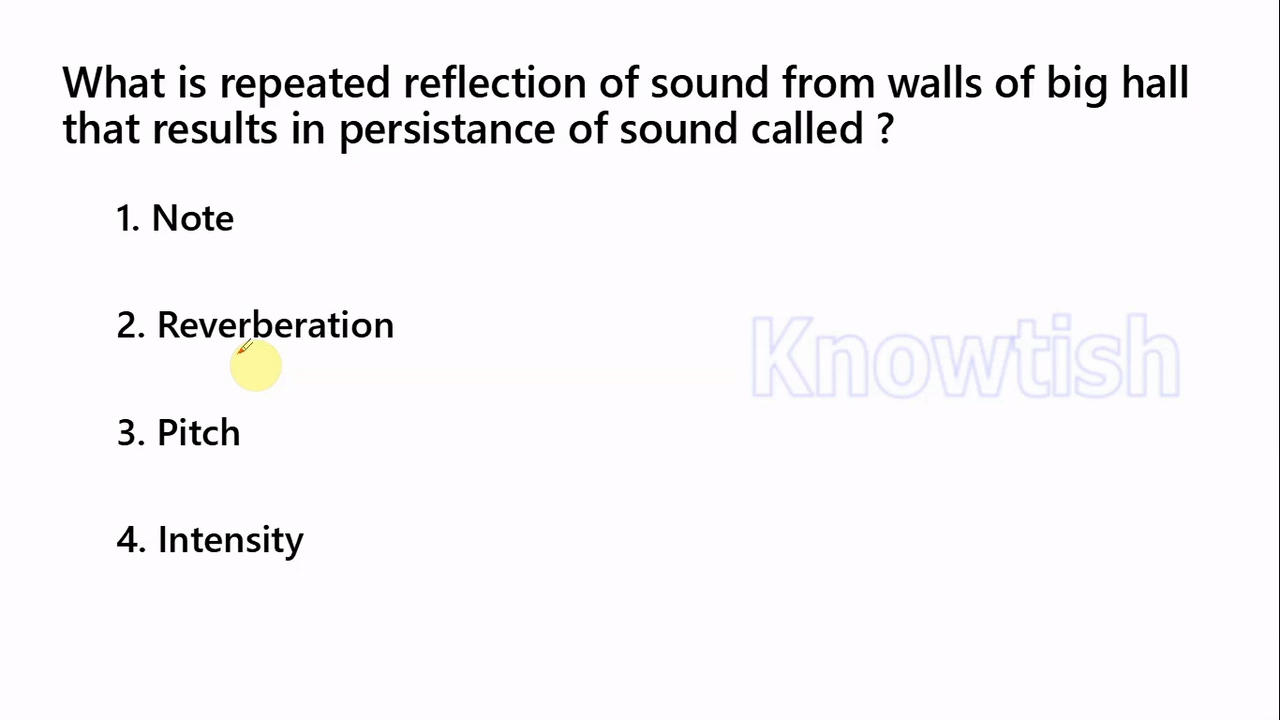 What is repeated reflection of sound from walls of big hall
that results in persistance of sound called ?
1. Note
2. Reverberation
Knowtish
3. Pitch
4. Intensity